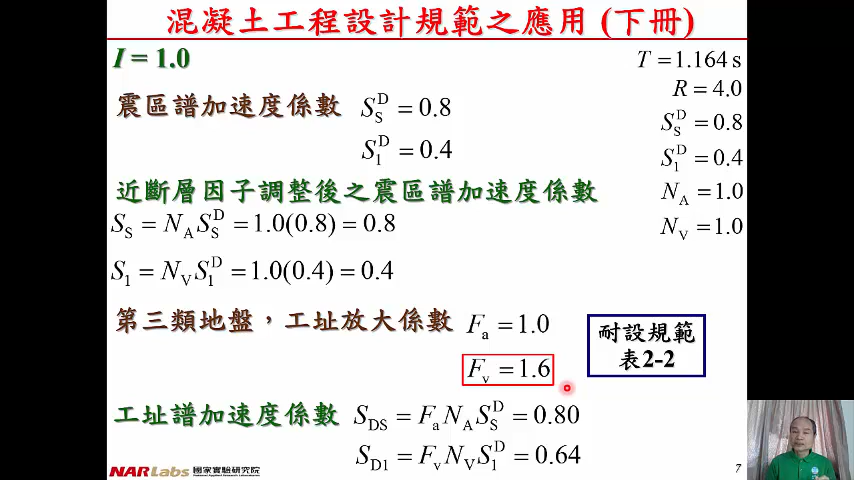 混凝土工程設計規範之應用 (下冊)
I = 1.0
T = 1.164 s
R = 4.0
震區譜加速度係數 S_S^D = 0.8
S_1^D = 0.4
S_S^D = 0.8
S_1^D = 0.4
N_A = 1.0
N_V = 1.0
近斷層因子調整後之震區譜加速度係數
S_S = N_A S_S^D = 1.0(0.8) = 0.8
S_1 = N_V S_1^D = 1.0(0.4) = 0.4
第三類地盤，工址放大係數 F_a = 1.0
F_v = 1.6
耐設規範
表2-2
工址譜加速度係數 S_DS = F_a N_A S_S^D = 0.80
S_D1 = F_v N_V S_1^D = 0.64
NARLabs 國家實驗研究院
7